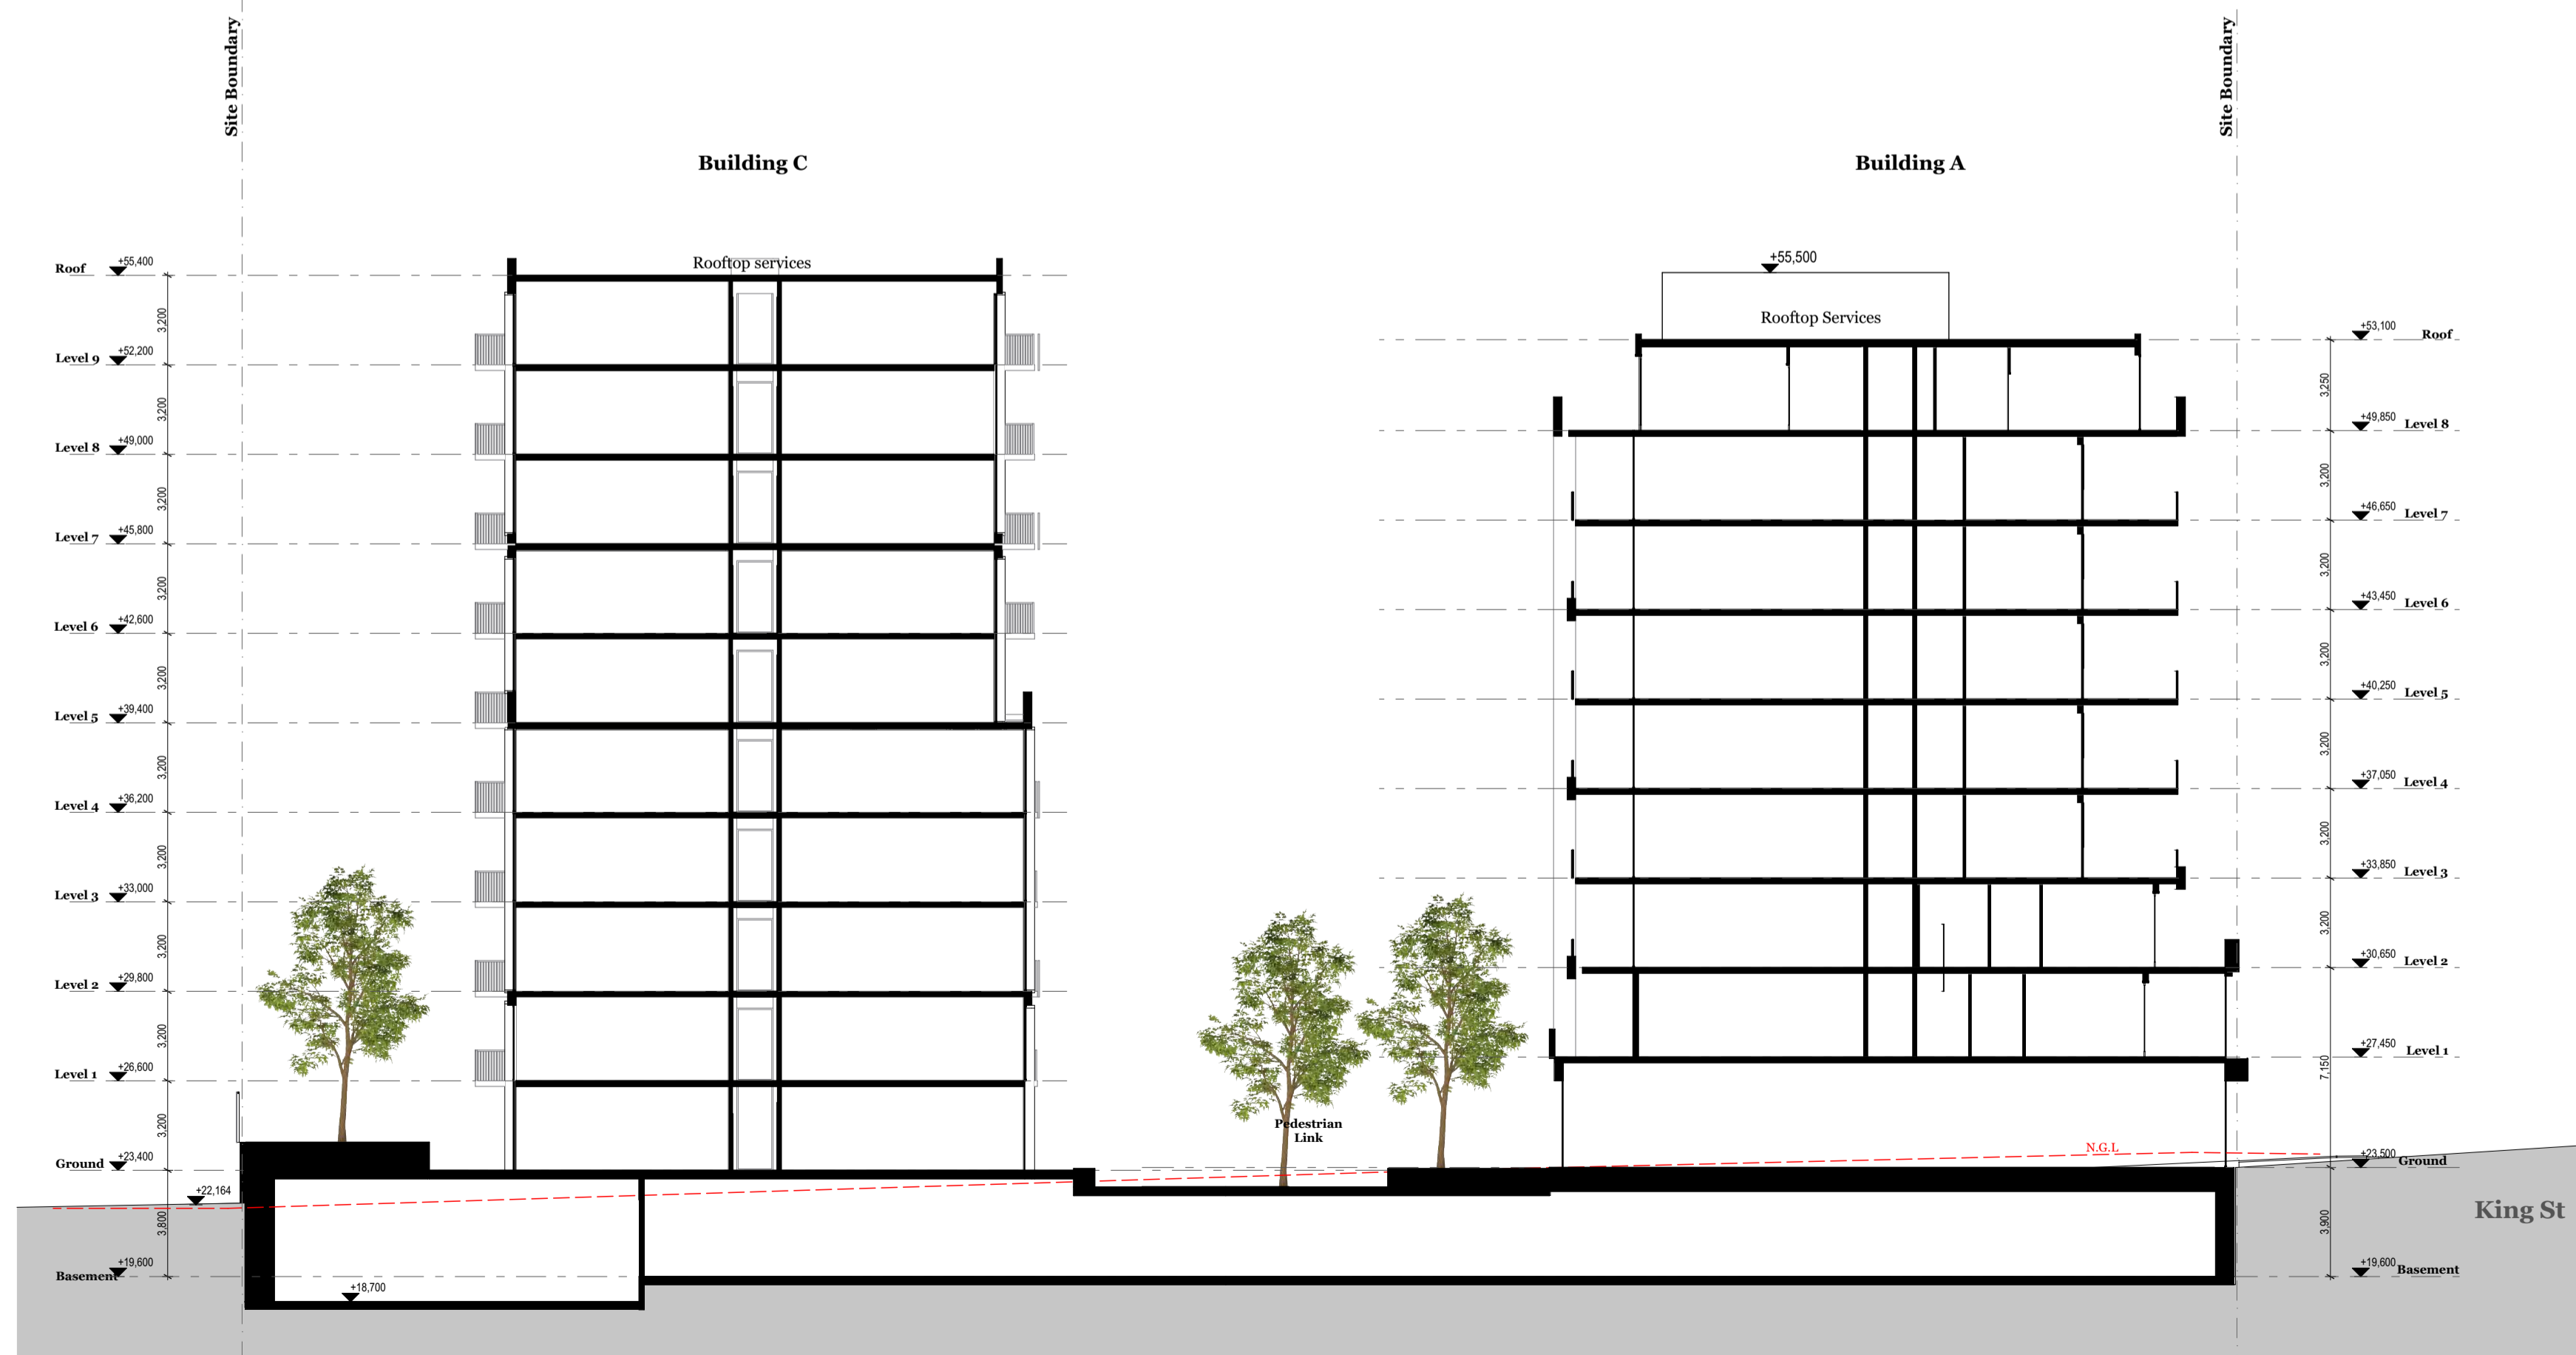 Site Boundary
Site Boundary
Building C
Building A
Rooftop services
Roof
+55,400
3,200
Level 9
+52,200
3,200
Level 8
+49,000
3,200
Level 7
+45,800
3,200
Level 6
+42,600
3,200
Level 5
+39,400
3,200
Level 4
+36,200
3,200
Level 3
+33,000
3,200
Level 2
+29,800
3,200
Level 1
+26,600
3,200
Ground
+23,400
+22,164
3,800
+19,600
Basement
+18,700
Pedestrian
Link
+55,500
Rooftop Services
+53,100
Roof
3,250
+49,850
Level 8
3,200
+46,650
Level 7
3,200
+43,450
Level 6
3,200
+40,250
Level 5
3,200
+37,050
Level 4
3,200
+33,850
Level 3
3,200
+30,650
Level 2
+27,450
Level 1
7,150
N.G.L
+23,500
Ground
King St
3,900
+19,600
Basement